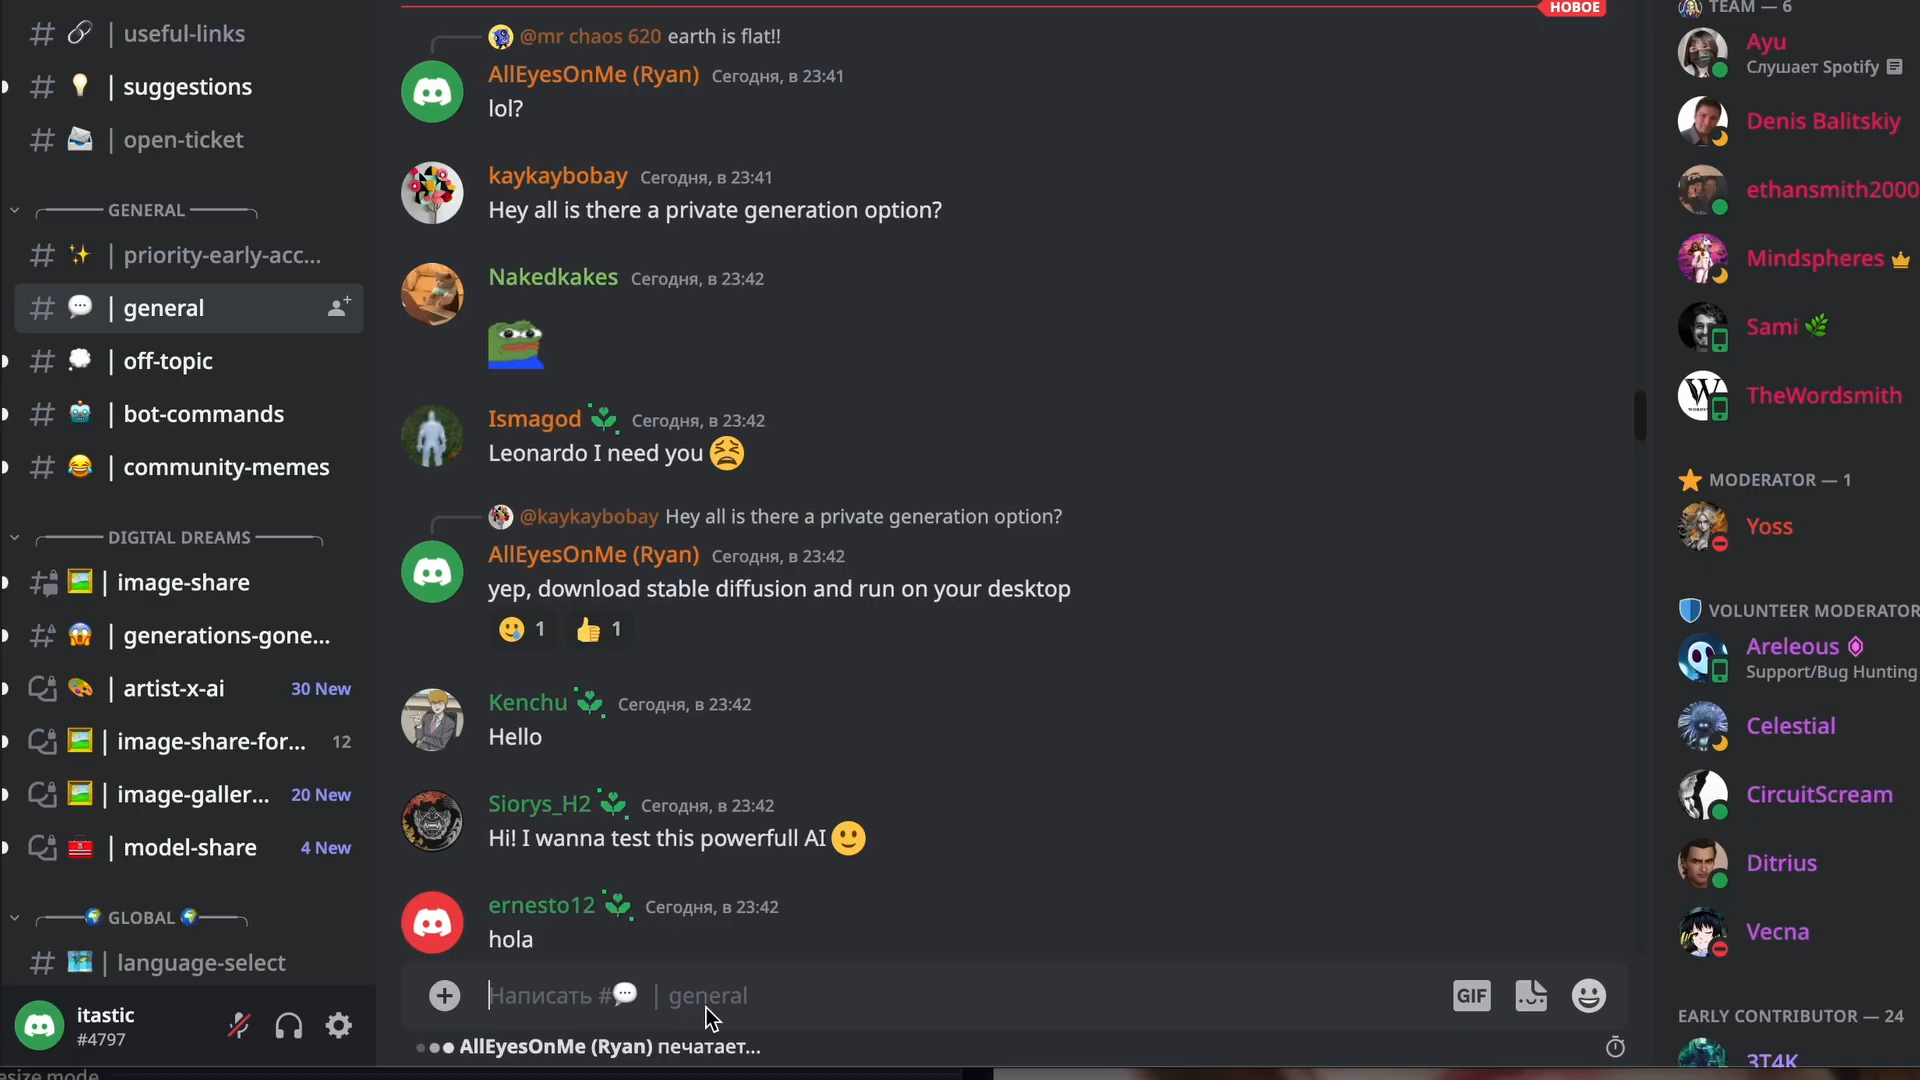 # | useful-links
# | suggestions
# | open-ticket
GENERAL
# | priority-early-acc...
# | general
# | off-topic
# | bot-commands
# | community-memes
DIGITAL DREAMS
| image-share
| generations-gone...
| artist-x-ai 30 New
| image-share-for... 12
| image-galler... 20 New
| model-share 4 New
GLOBAL
# | language-select
itastic
#4797
НОВОЕ
@mr chaos 620 earth is flat!!
AllEyesOnMe (Ryan) Сегодня, в 23:41
lol?
kaykaybobay Сегодня, в 23:41
Hey all is there a private generation option?
Nakedkakes Сегодня, в 23:42
Ismagod Сегодня, в 23:42
Leonardo I need you
@kaykaybobay Hey all is there a private generation option?
AllEyesOnMe (Ryan) Сегодня, в 23:42
yep, download stable diffusion and run on your desktop
1 1
Kenchu Сегодня, в 23:42
Hello
Siorys_H2 Сегодня, в 23:42
Hi! I wanna test this powerfull AI
ernesto12 Сегодня, в 23:42
hola
Написать # | general
GIF
AllEyesOnMe (Ryan) печатает...
TEAM — 6
Ayu
Слушает Spotify
Denis Balitskiy
ethansmith2000
Mindspheres
Sami
TheWordsmith
MODERATOR — 1
Yoss
VOLUNTEER MODERATOR
Areleous
Support/Bug Hunting
Celestial
CircuitScream
Ditrius
Vecna
EARLY CONTRIBUTOR — 24
3T4K